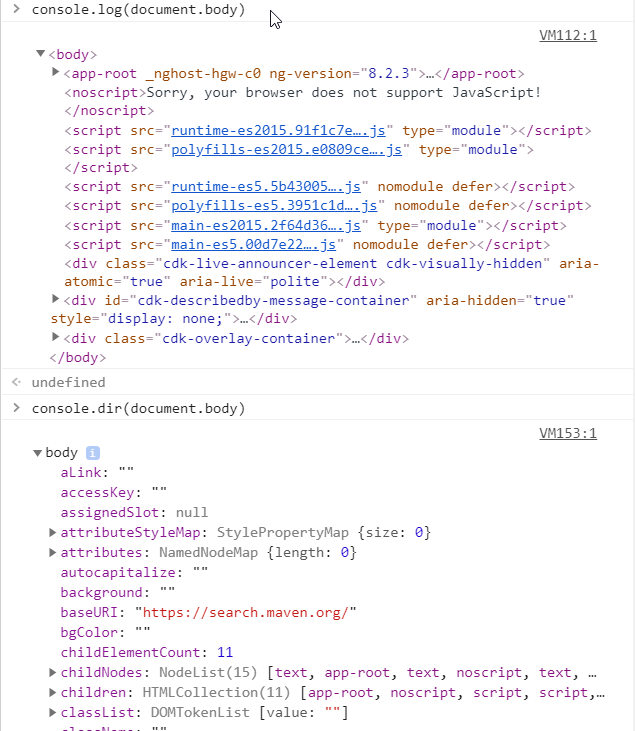 > console.log(document.body)
VM112:1
▼<body>
▶<app-root _nghost-hgw-c0 ng-version="8.2.3">…</app-root>
<noscript>Sorry, your browser does not support JavaScript!
</noscript>
<script src="runtime-es2015.91f1c7e….js" type="module"></script>
<script src="polyfills-es2015.e0809ce….js" type="module">
</script>
<script src="runtime-es5.5b43005….js" nomodule defer></script>
<script src="polyfills-es5.3951c1d….js" nomodule defer></script>
<script src="main-es2015.2f64d36….js" type="module"></script>
<script src="main-es5.00d7e22….js" nomodule defer></script>
<div class="cdk-live-announcer-element cdk-visually-hidden" aria-
atomic="true" aria-live="polite"></div>
▶<div id="cdk-describedby-message-container" aria-hidden="true"
style="display: none;">…</div>
▶<div class="cdk-overlay-container">…</div>
</body>
undefined
> console.dir(document.body)
VM153:1
▼body i
aLink: ""
accessKey: ""
assignedSlot: null
▶attributeStyleMap: StylePropertyMap {size: 0}
▶attributes: NamedNodeMap {length: 0}
autocapitalize: ""
background: ""
baseURI: "https://search.maven.org/"
bgColor: ""
childElementCount: 11
▶childNodes: NodeList(15) [text, app-root, text, noscript, text, …
▶children: HTMLCollection(11) [app-root, noscript, script, script,…
▶classList: DOMTokenList [value: ""]